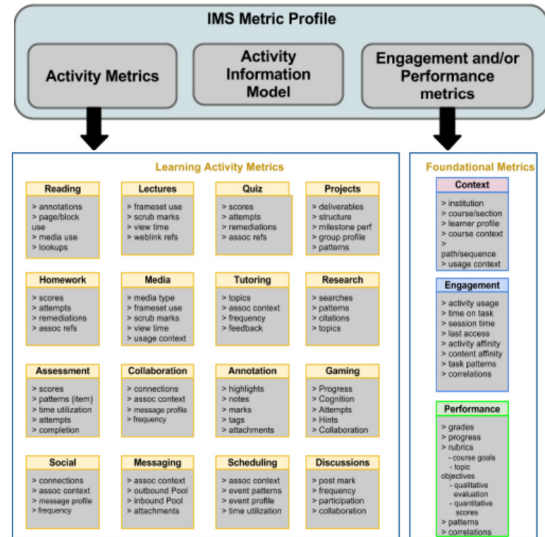 IMS Metric Profile
Activity Metrics
Activity
Information
Model
Engagement and/or
Performance
metrics
Learning Activity Metrics
Reading
> annotations
> page/block
use
> media use
> lookups
Lectures
> frameset use
> scrub marks
> view time
> weblink refs
Quiz
> scores
> attempts
> remediations
> assoc refs
Projects
> deliverables
> structure
> milestone perf
> group profile
> patterns
Homework
> scores
> attempts
> remediations
> assoc refs
Media
> media type
> frameset use
> scrub marks
> view time
> usage context
Tutoring
> topics
> assoc context
> frequency
> feedback
Research
> searches
> patterns
> citations
> topics
Assessment
> scores
> patterns (item)
> time utilization
> attempts
> completion
Collaboration
> connections
> assoc context
> message profile
> frequency
Annotation
> highlights
> notes
> marks
> tags
> attachments
Gaming
> Progress
> Cognition
> Attempts
> Hints
> Collaboration
Social
> connections
> assoc context
> message profile
> frequency
Messaging
> assoc context
> outbound Pool
> inbound Pool
> attachments
Scheduling
> assoc context
> event patterns
> event profile
> time utilization
Discussions
> post mark
> frequency
> participation
> collaboration
Foundational Metrics
Context
> institution
> course/section
> learner profile
> course context
>
path/sequence
> usage context
Engagement
> activity usage
> time on task
> session time
> last access
> activity affinity
> content affinity
> task patterns
> correlations
Performance
> grades
> progress
> rubrics
- course goals
- topic
objectives
- qualitative
evaluation
- quantitative
scores
> patterns
> correlations